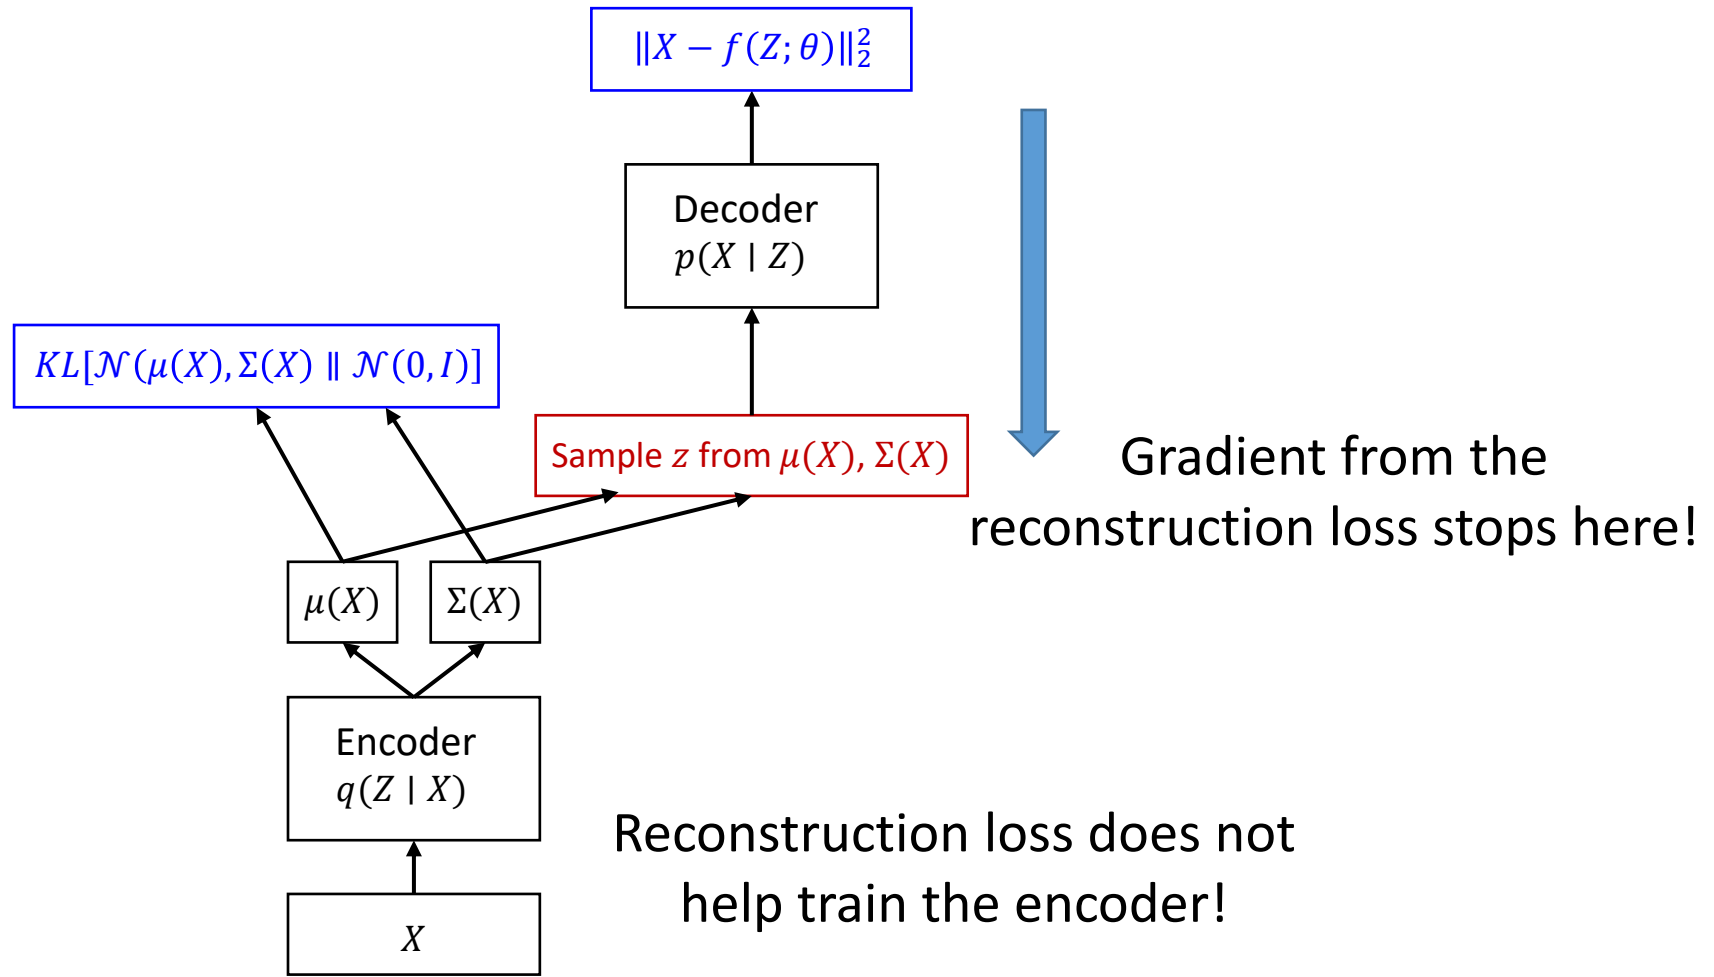 ‖X − f(Z; θ)‖₂²
Decoder
p(X | Z)
KL[𝒩(μ(X), Σ(X) ‖ 𝒩(0, I)]
Sample z from μ(X), Σ(X)
Gradient from the
reconstruction loss stops here!
μ(X)
Σ(X)
Encoder
q(Z | X)
Reconstruction loss does not
help train the encoder!
X